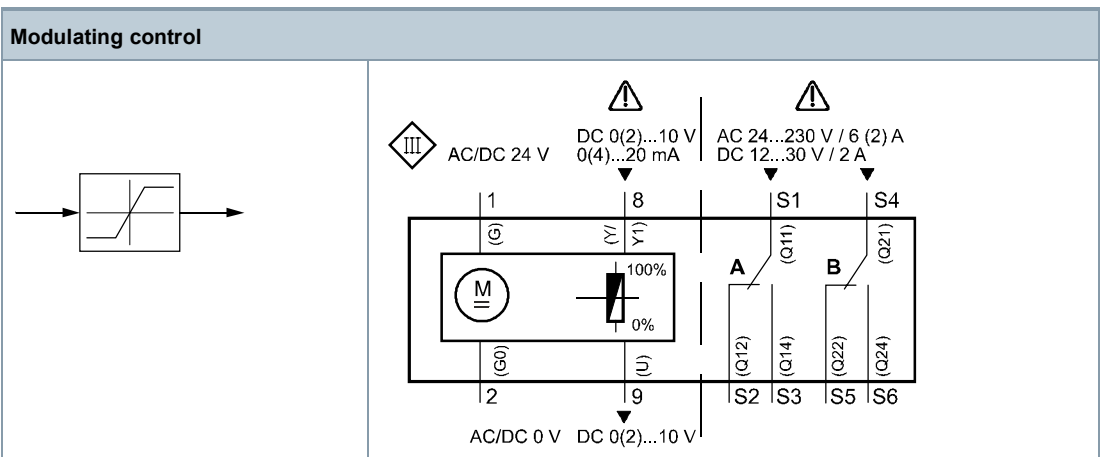 Modulating control
III
AC/DC 24 V
DC 0(2)...10 V
0(4)...20 mA
AC 24...230 V / 6 (2) A
DC 12...30 V / 2 A
1
8
S1
S4
(G)
(Y/
Y1)
(Q11)
(Q21)
A
B
M
100%
0%
(G0)
(U)
(Q12)
(Q14)
(Q22)
(Q24)
2
9
S2
S3
S5
S6
AC/DC 0 V
DC 0(2)...10 V